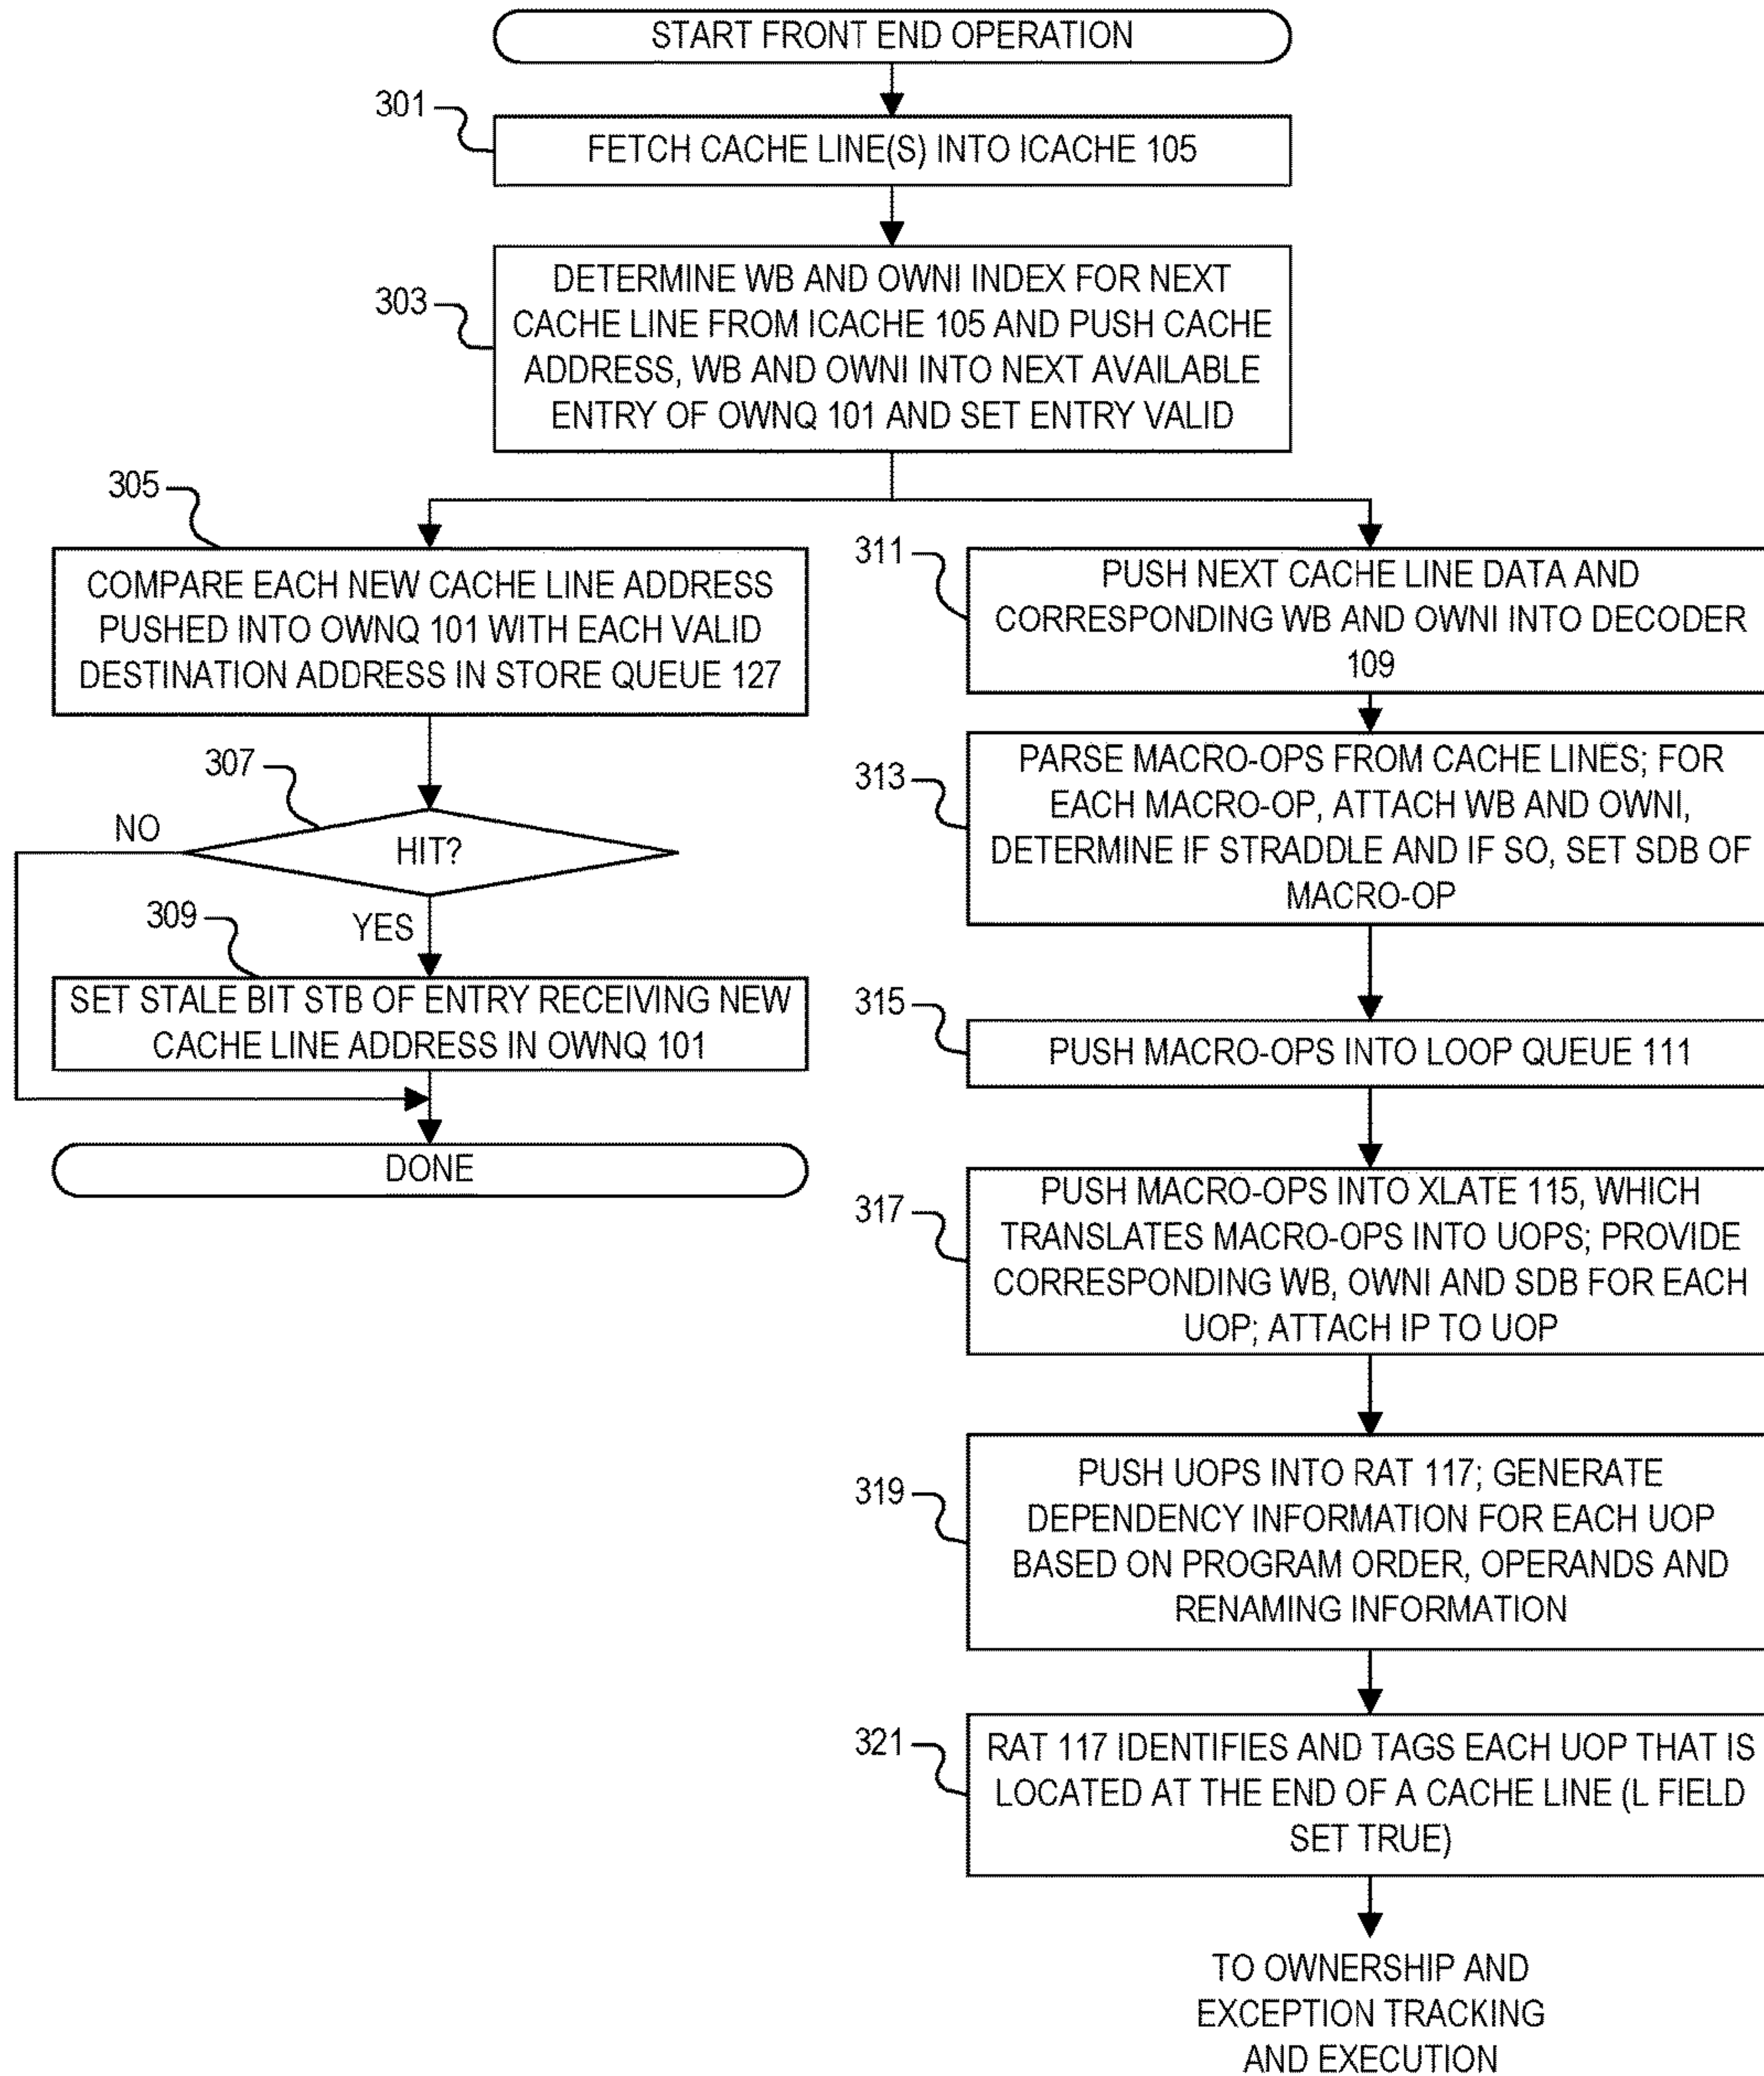 START FRONT END OPERATION
301
FETCH CACHE LINE(S) INTO ICACHE 105
303
DETERMINE WB AND OWNI INDEX FOR NEXT
CACHE LINE FROM ICACHE 105 AND PUSH CACHE
ADDRESS, WB AND OWNI INTO NEXT AVAILABLE
ENTRY OF OWNQ 101 AND SET ENTRY VALID
305
COMPARE EACH NEW CACHE LINE ADDRESS
PUSHED INTO OWNQ 101 WITH EACH VALID
DESTINATION ADDRESS IN STORE QUEUE 127
307
NO
HIT?
309
YES
SET STALE BIT STB OF ENTRY RECEIVING NEW
CACHE LINE ADDRESS IN OWNQ 101
DONE
311
PUSH NEXT CACHE LINE DATA AND
CORRESPONDING WB AND OWNI INTO DECODER
109
313
PARSE MACRO-OPS FROM CACHE LINES; FOR
EACH MACRO-OP, ATTACH WB AND OWNI,
DETERMINE IF STRADDLE AND IF SO, SET SDB OF
MACRO-OP
315
PUSH MACRO-OPS INTO LOOP QUEUE 111
317
PUSH MACRO-OPS INTO XLATE 115, WHICH
TRANSLATES MACRO-OPS INTO UOPS; PROVIDE
CORRESPONDING WB, OWNI AND SDB FOR EACH
UOP; ATTACH IP TO UOP
319
PUSH UOPS INTO RAT 117; GENERATE
DEPENDENCY INFORMATION FOR EACH UOP
BASED ON PROGRAM ORDER, OPERANDS AND
RENAMING INFORMATION
321
RAT 117 IDENTIFIES AND TAGS EACH UOP THAT IS
LOCATED AT THE END OF A CACHE LINE (L FIELD
SET TRUE)
TO OWNERSHIP AND
EXCEPTION TRACKING
AND EXECUTION